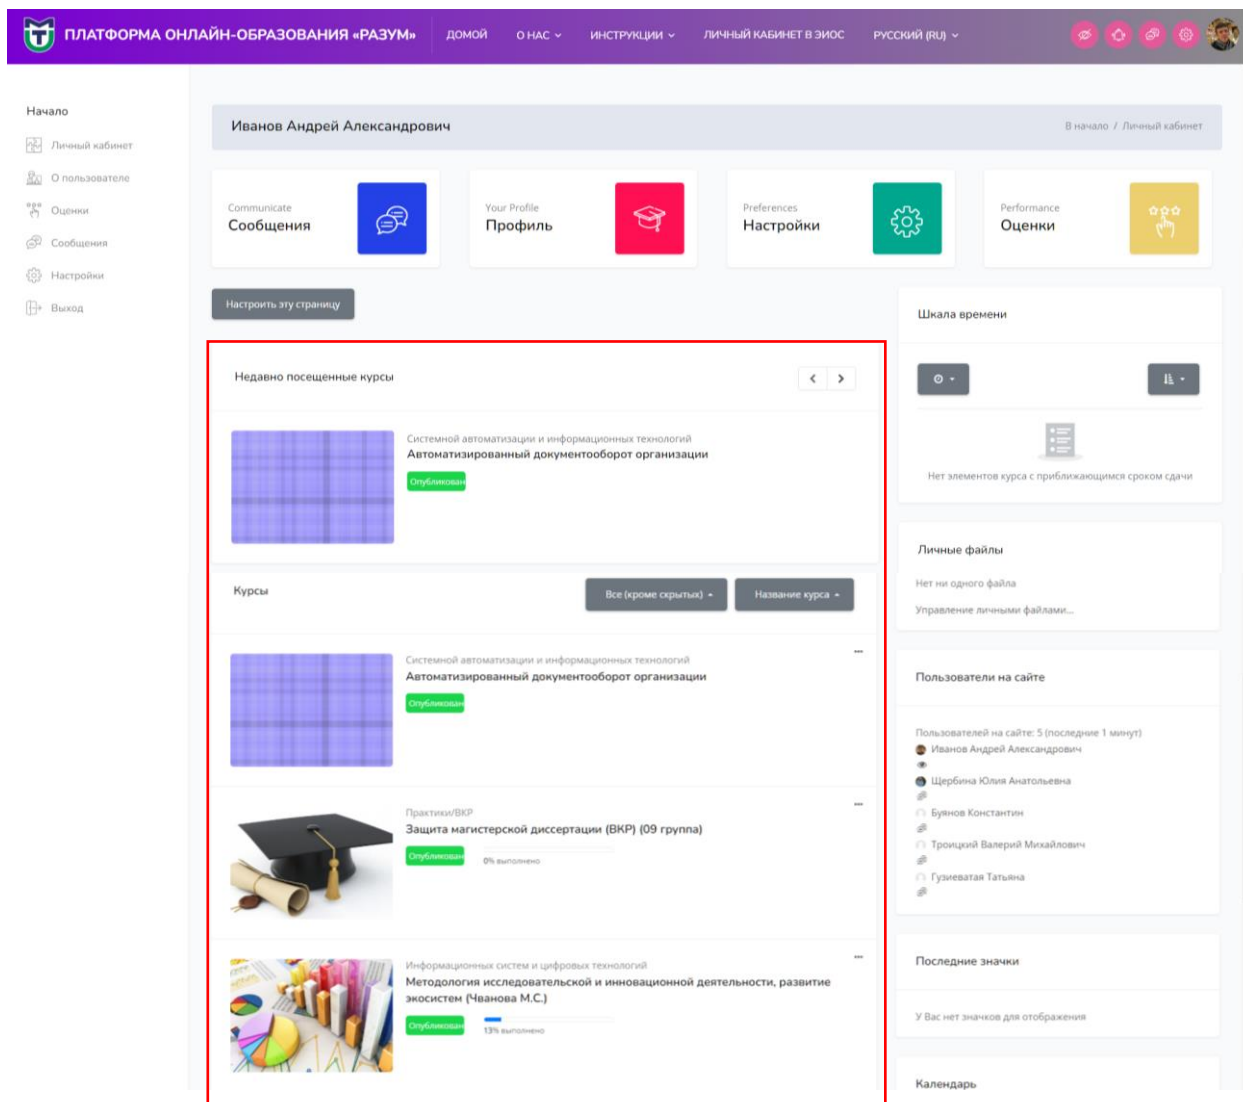 ПЛАТФОРМА ОНЛАЙН-ОБРАЗОВАНИЯ «РАЗУМ»
ДОМОЙ
О НАС
ИНСТРУКЦИИ
ЛИЧНЫЙ КАБИНЕТ В ЭИОС
РУССКИЙ (RU)
Начало
Личный кабинет
О пользователе
Оценки
Сообщения
Настройки
Выход
Иванов Андрей Александрович
В начало / Личный кабинет
Communicate
Сообщения
Your Profile
Профиль
Preferences
Настройки
Performance
Оценки
Настроить эту страницу
Недавно посещенные курсы
Системной автоматизации и информационных технологий
Автоматизированный документооборот организации
Опубликован
Курсы
Все (кроме скрытых)
Название курса
Системной автоматизации и информационных технологий
Автоматизированный документооборот организации
Опубликован
Практики/ВКР
Защита магистерской диссертации (ВКР) (09 группа)
Опубликован
0% выполнено
Информационных систем и цифровых технологий
Методология исследовательской и инновационной деятельности, развитие
экосистем (Чванова М.С.)
Опубликован
13% выполнено
Шкала времени
Нет элементов курса с приближающимся сроком сдачи
Личные файлы
Нет ни одного файла
Управление личными файлами...
Пользователи на сайте
Пользователей на сайте: 5 (последние 1 минут)
Иванов Андрей Александрович
Щербина Юлия Анатольевна
Буянов Константин
Троицкий Валерий Михайлович
Гузиеватая Татьяна
Последние значки
У Вас нет значков для отображения
Календарь